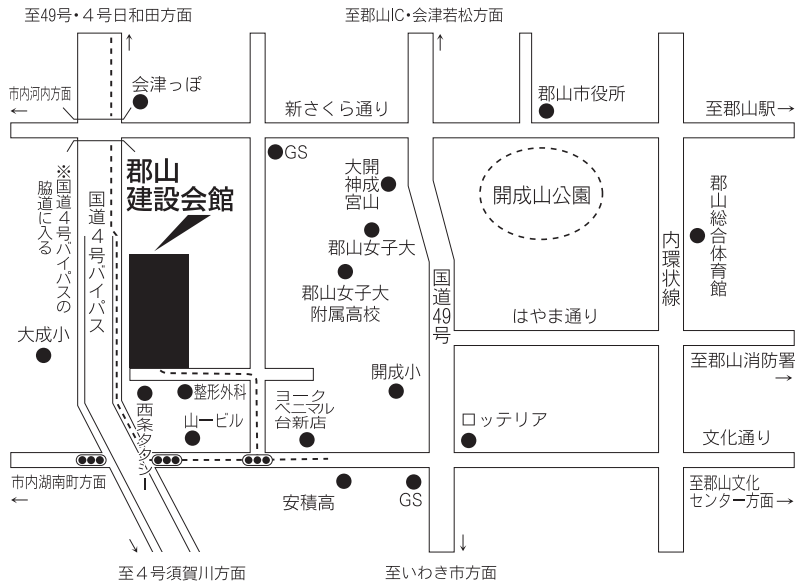 至49号・4号日和田方面
至郡山IC・会津若松方面
市内河内方面
←
会津っぽ
新さくら通り
郡山市役所
至郡山駅→
郡山
建設会館
GS
大開
神成
宮山
開成山公園
郡山総合体育館
※国道4号バイパスの
脇道に入る
国道4号バイパス
郡山女子大
郡山女子大
附属高校
国道49号
内環状線
はやま通り
大成小
至郡山消防署
→
開成小
整形外科
ヨーク
ベニマル
台新店
西条タタシー
山一ビル
ロッテリア
文化通り
市内湖南町方面
←
安積高
GS
至郡山文化
センター方面→
至4号須賀川方面
至いわき市方面